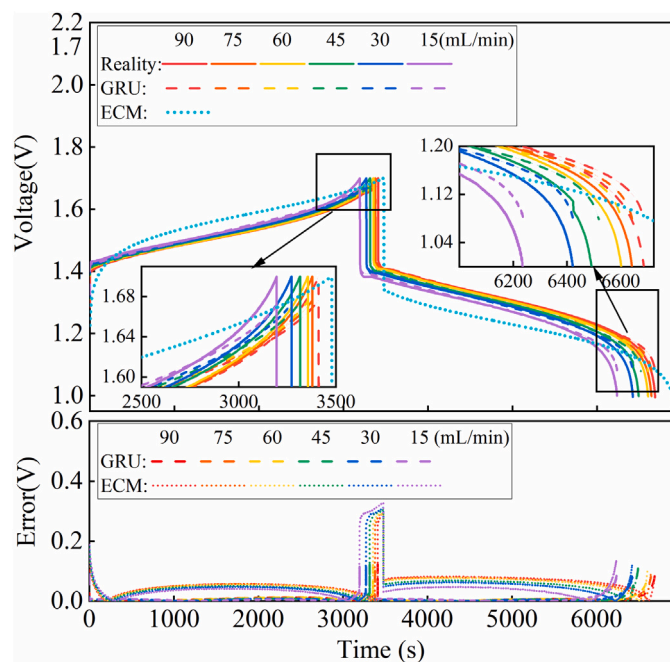 2.2
1.7
2.0
1.8
1.6
1.4
1.2
1.0
Voltage(V)
90 75 60 45 30 15(mL/min)
Reality:
GRU:
ECM:
1.20
1.12
1.04
6200 6400 6600
1.68
1.64
1.60
2500 3000 3500
0.6
0.4
0.2
0.0
Error(V)
90 75 60 45 30 15 (mL/min)
GRU:
ECM:
0 1000 2000 3000 4000 5000 6000
Time (s)